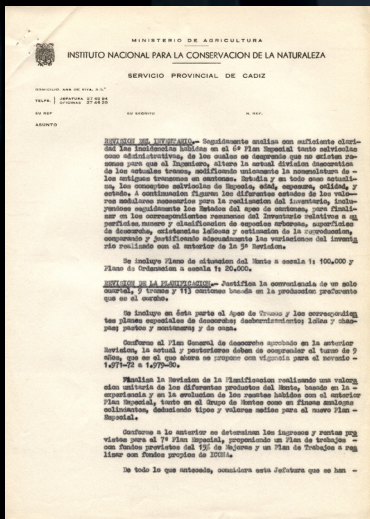 MINISTERIO DE AGRICULTURA
INSTITUTO NACIONAL PARA LA CONSERVACION DE LA NATURALEZA
SERVICIO PROVINCIAL DE CADIZ
TELFS.
JEFATURA
OFICINAS
SU REF
SU ESCRITO
N. REF.
ASUNTO
REVISION DEL INVENTARIO.- Seguidamente analiza con suficiente clari-
dad las incidencias habidas en el 6º Plan Especial tanto selvicolas
como administrativas, de las cuales se desprende que no existen ra-
zones para que el Ingeniero, altere la actual division dasocratica
de los actuales tramos, modificando unicamente la nomenclatura de -
los antiguos tranzones en cantones. Estudia y en todo caso actuali-
za, los conceptos selvicolas de Especie, edad, espesura, calidad, y
estado. A continuacion figuran los diferentes estados de los valo-
res modulares necesarios para la realizacion del inventario, inclu-
yendose seguidamente los Estados del apeo de cantones, para finali-
zar en los correspondientes resumenes del Inventario relativos a su
perficies, numero y clasificacion de especies arboreas, superficies
de descorche, existencias leñosas y estimacion de la reproduccion,
comparando y justificando adecuadamente las variaciones del inventa
rio realizado con el anterior de la 5ª Revision.
Se incluye Plano de situacion del Monte a escala 1: 100,000 y
Plano de Ordenacion a escala 1: 20,000.
REVISION DE LA PLANIFICACION.- Justifica la conveniencia de un solo
cuartel, 9 tramos y 113 cantones basada en la produccion preferente
que es el corcho.
Se incluye en esta parte el Apeo de Tramos y los correspondien
tes planes especiales de descorche; desbornizamiento; leñas y chas-
pas; pastos y montanera; y de caza.
Conforme al Plan General de descorche aprobado en la anterior
Revision, la actual y posteriores deben de comprender el turno de 9
años, que es el que ahora se propone con vigencia para el novenio -
1.971-72 a 1.979-80.
Finaliza la Revision de la Planificacion realizando una valora
cion unitaria de los diferentes productos del Monte, basada en la -
experiencia y en la evolucion de los rematos habidos con el anterior
Plan Especial, tanto en el Grupo de Montes como en fincas analogas
colindantes, deduciendo tipos y valores medios para el nuevo Plan -
Especial.
Conforme a lo anterior se determinan los ingresos y rentas pre
vistos para el 7º Plan Especial, proponiendo un Plan de trabajos -
con fondos previstos del 15% de Mejoras y un Plan de Trabajos a rea
lizar con fondos propios de ICONA.
De todo lo que antecede, considera esta Jefatura que se han -